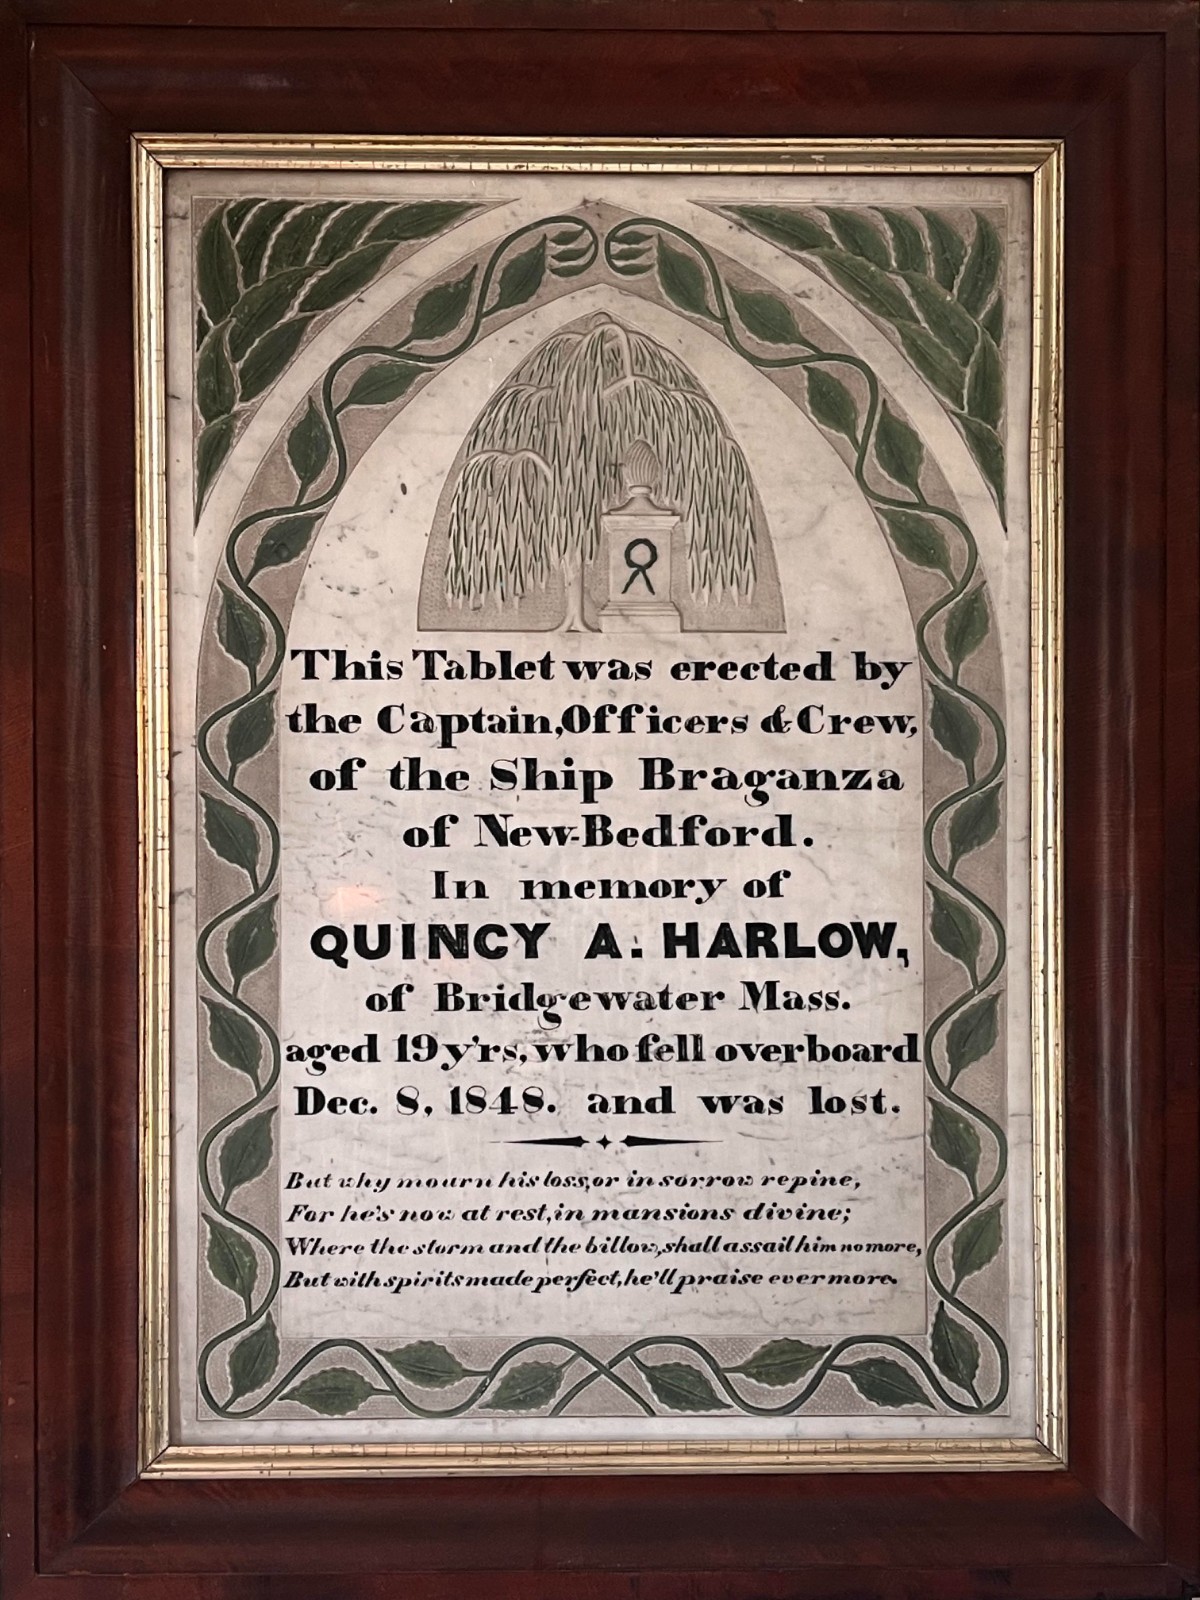 This Tablet was erected by
the Captain, Officers & Crew,
of the Ship Braganza
of New-Bedford.
In memory of
QUINCY A. HARLOW,
of Bridgewater Mass.
aged 19 y'rs, who fell overboard
Dec. 8, 1848. and was lost.
But why mourn his loss, or in sorrow repine,
For he's now at rest, in mansions divine;
Where the storm and the billow, shall assail him no more,
But with spirits made perfect, he'll praise evermore.